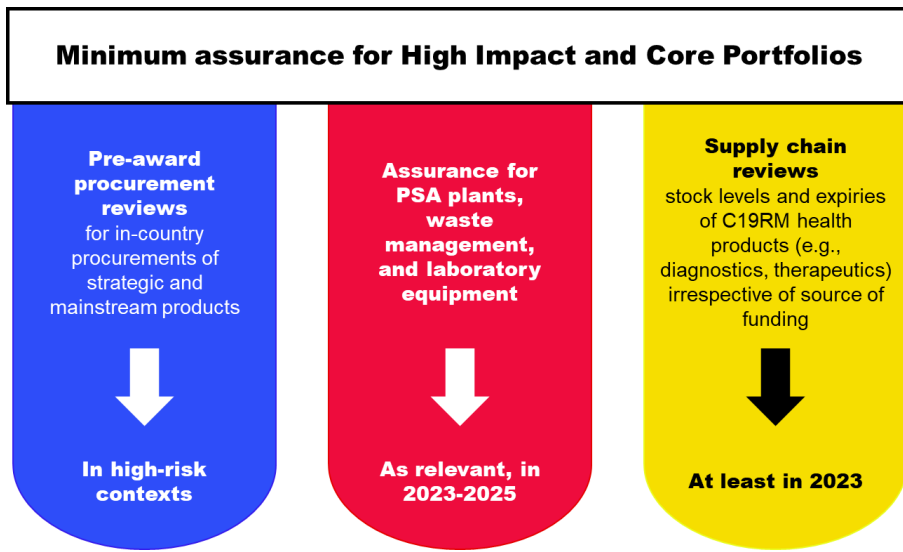 Minimum assurance for High Impact and Core Portfolios
Pre-award
procurement
reviews
for in-country
procurements of
strategic and
mainstream products
In high-risk
contexts
Assurance for
PSA plants,
waste
management,
and laboratory
equipment
As relevant, in
2023-2025
Supply chain
reviews
stock levels and expiries
of C19RM health
products (e.g.,
diagnostics, therapeutics)
irrespective of source of
funding
At least in 2023